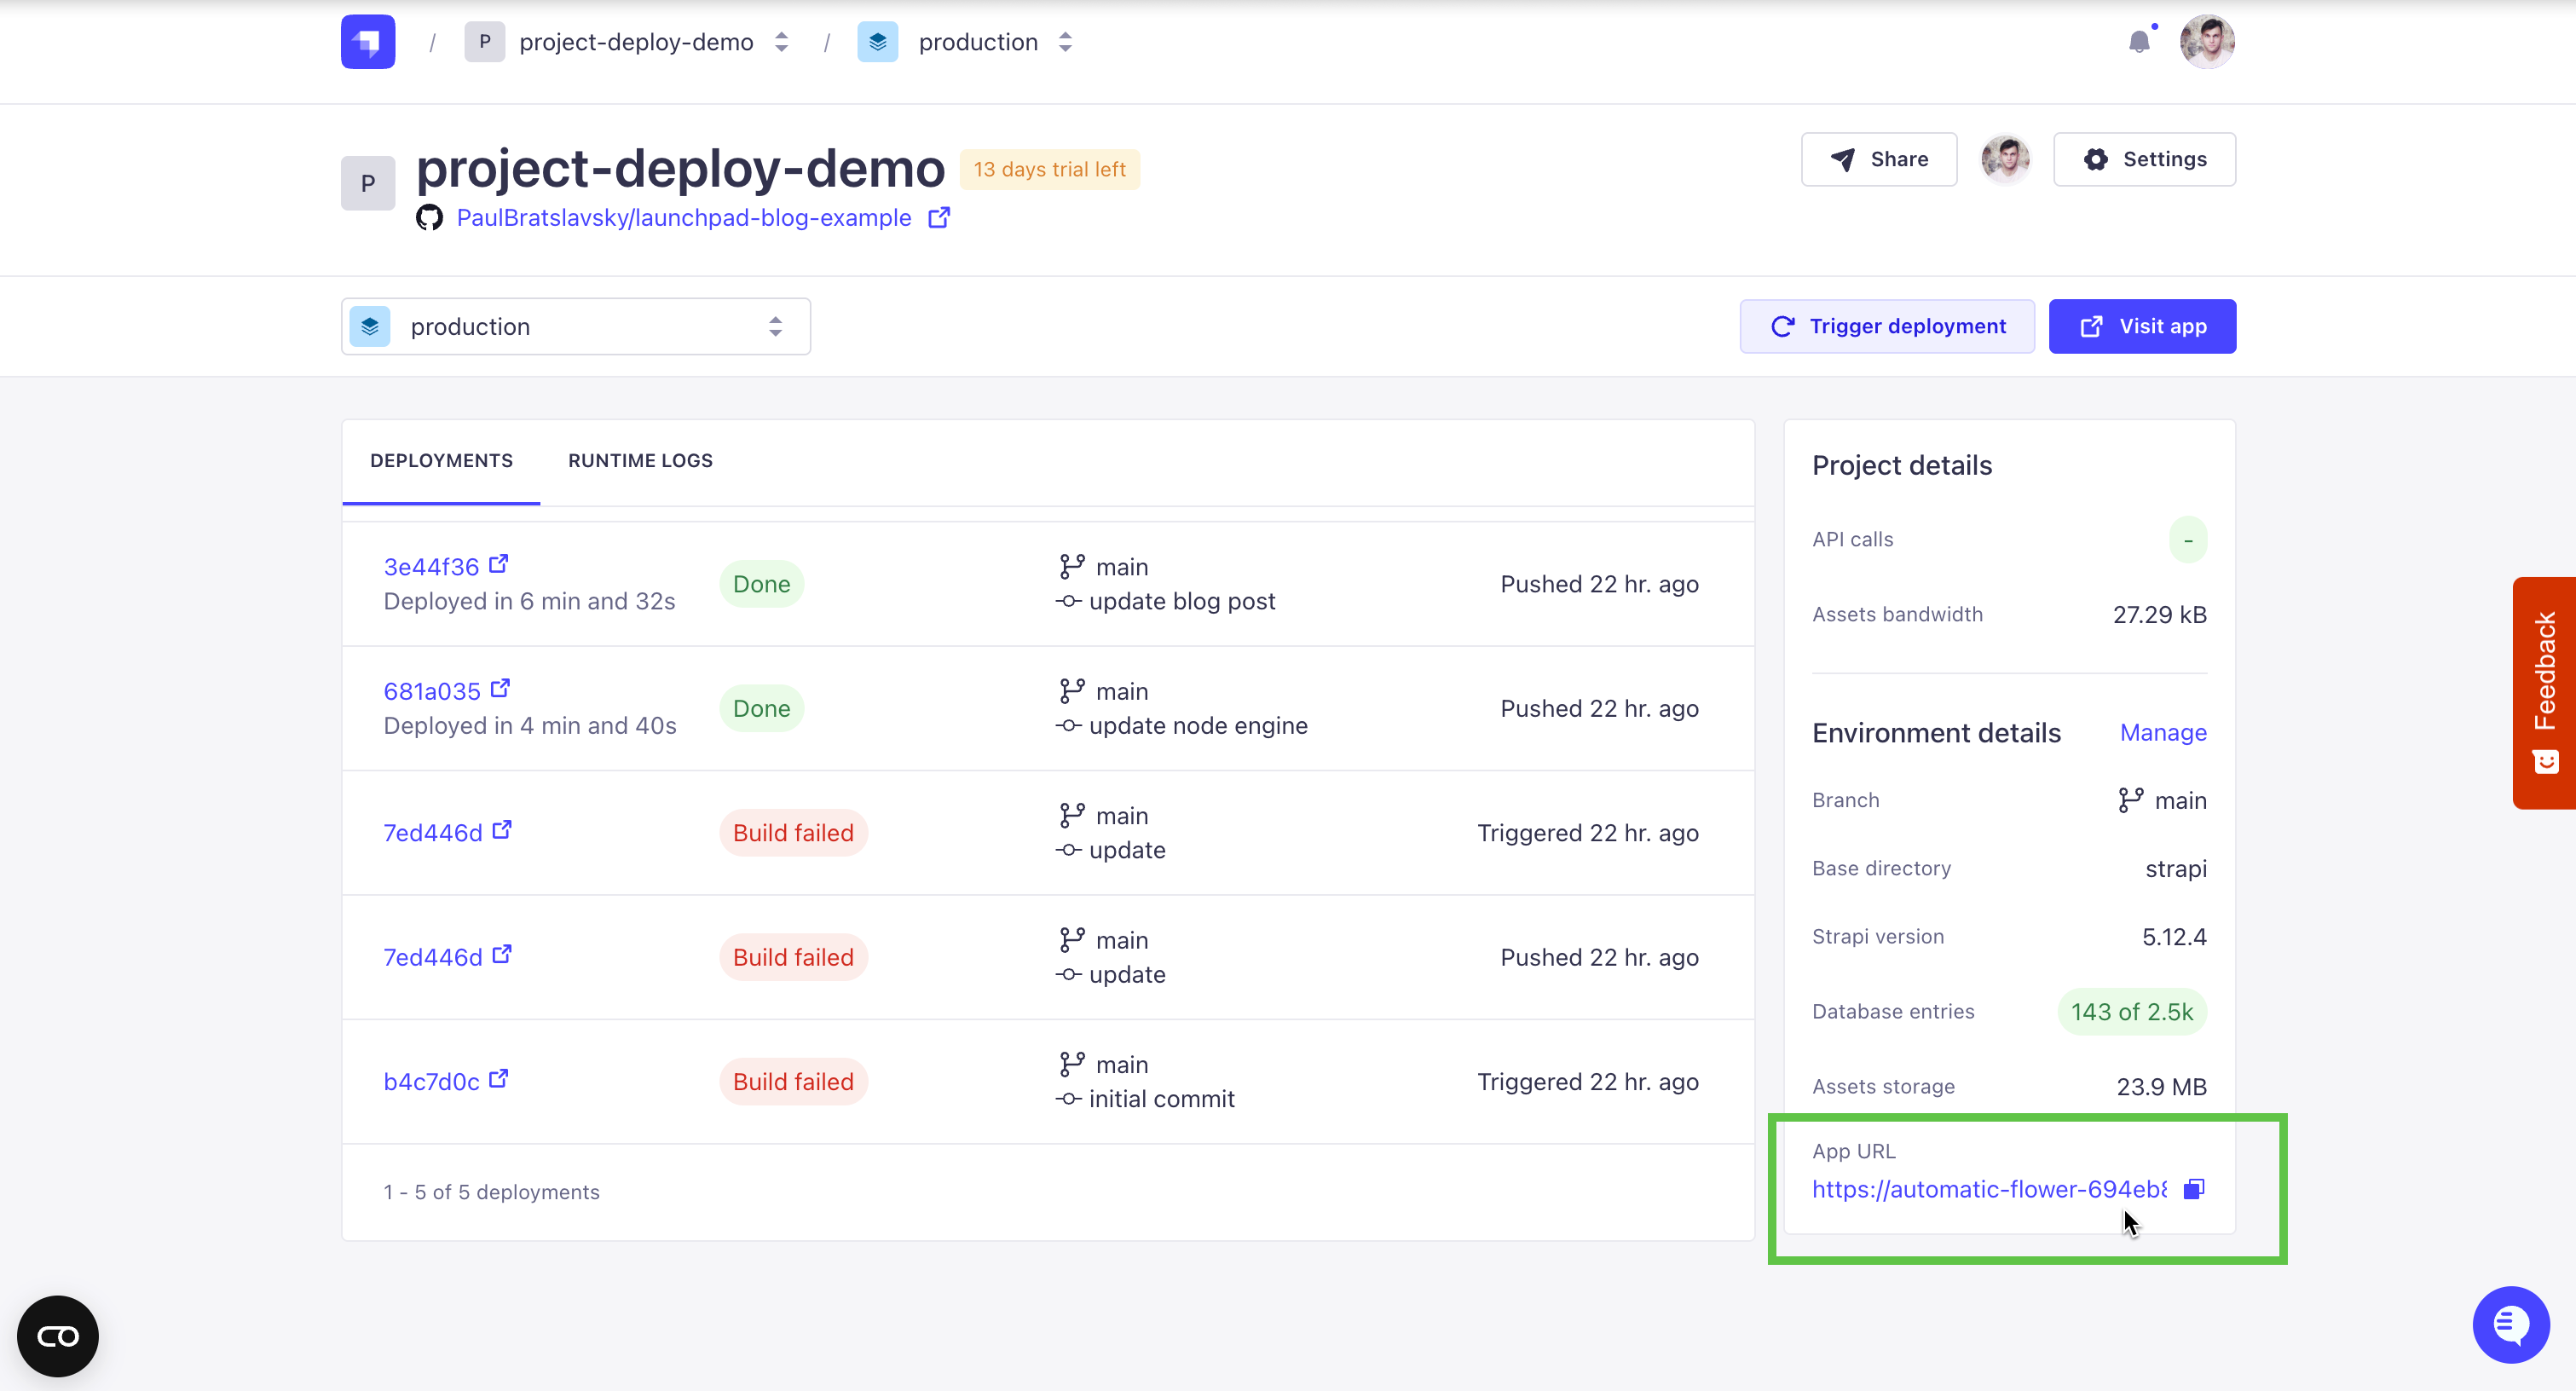 / P project-deploy-demo / production
P project-deploy-demo 13 days trial left
PaulBratslavsky/launchpad-blog-example
Share
Settings
production
Trigger deployment
Visit app
DEPLOYMENTS RUNTIME LOGS
3e44f36
Deployed in 6 min and 32s
Done
main
update blog post
Pushed 22 hr. ago
681a035
Deployed in 4 min and 40s
Done
main
update node engine
Pushed 22 hr. ago
7ed446d
Build failed
main
update
Triggered 22 hr. ago
7ed446d
Build failed
main
update
Pushed 22 hr. ago
b4c7d0c
Build failed
main
initial commit
Triggered 22 hr. ago
1 - 5 of 5 deployments
Project details
API calls -
Assets bandwidth 27.29 kB
Environment details Manage
Branch main
Base directory strapi
Strapi version 5.12.4
Database entries 143 of 2.5k
Assets storage 23.9 MB
App URL
https://automatic-flower-694eb8
Feedback